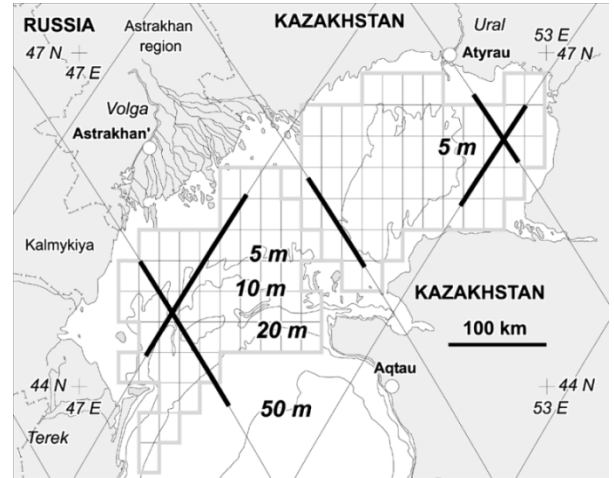 RUSSIA
Astrakhan
region
KAZAKHSTAN
Ural
53 E
47 N
47 N
47 E
Atyrau
Volga
Astrakhan'
5 m
Kalmykiya
5 m
10 m
KAZAKHSTAN
20 m
100 km
Aqtau
44 N
47 E
44 N
53 E
50 m
Terek